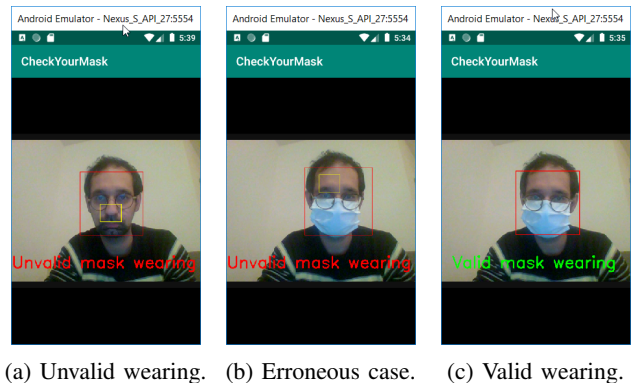 Android Emulator - Nexus_S_API_27:5554
5:39
CheckYourMask
Unvalid mask wearing
(a) Unvalid wearing.
Android Emulator - Nexus_S_API_27:5554
5:34
CheckYourMask
Unvalid mask wearing
(b) Erroneous case.
Android Emulator - Nexus_S_API_27:5554
5:35
CheckYourMask
Valid mask wearing
(c) Valid wearing.